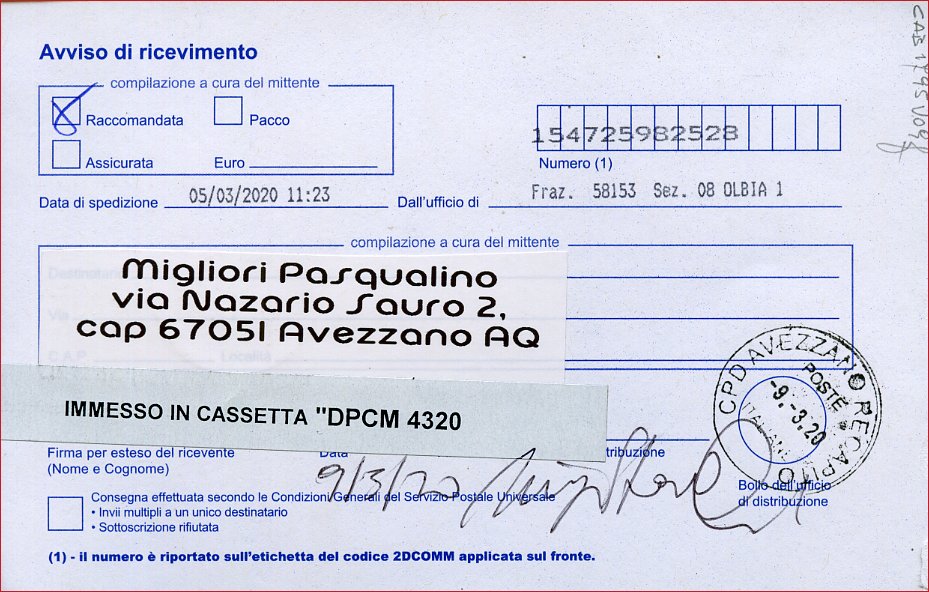 Avviso di ricevimento
compilazione a cura del mittente
Raccomandata
Pacco
Assicurata
Euro
154725982528
Numero (1)
Data di spedizione 05/03/2020 11:23
Dall'ufficio di Fraz. 58153 Sez. 08 OLBIA 1
compilazione a cura del mittente
Destinatario
Via
Migliori Pasqualino
via Nazario Sauro 2,
cap 67051 Avezzano AQ
C.A.P. Località
IMMESSO IN CASSETTA "DPCM 4320
CPD AVEZZANO RECAPITO
POSTE
-9.-3.20
ITALIANE
Firma per esteso del ricevente
(Nome e Cognome)
Data
9/3/20
Bollo dell'ufficio
di distribuzione
Consegna effettuata secondo le Condizioni Generali del Servizio Postale Universale
• Invii multipli a un unico destinatario
• Sottoscrizione rifiutata
(1) - il numero è riportato sull'etichetta del codice 2DCOMM applicata sul fronte.